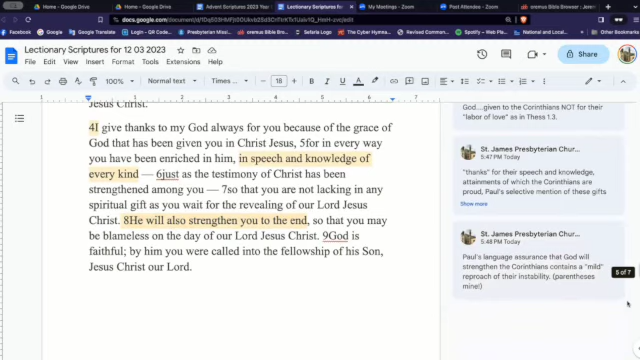 Home - Google Drive
Home - Google Drive
Advent Scriptures 2023 Year
Lectionary Scriptures for 12
My Meetings - Zoom
Post Attendee - Zoom
oremus Bible Browser
docs.google.com
Facebook
Google Drive
Giving Tuesday
Login - QR Code...
Presbyterian Missi...
oremus Bible Brow...
Sefaria Logo
The Cyber Hymna...
Spotify – Web Play...
National and Local...
Other Bookmarks
Lectionary Scriptures for 12 03 2023
File Edit View Insert Format Tools Extensions Help
Share
100%
Normal text
Times ...
18
Jesus Christ.
4I give thanks to my God always for you because of the grace of
God that has been given you in Christ Jesus, 5for in every way
you have been enriched in him, in speech and knowledge of
every kind — 6just as the testimony of Christ has been
strengthened among you — 7so that you are not lacking in any
spiritual gift as you wait for the revealing of our Lord Jesus
Christ. 8He will also strengthen you to the end, so that you may
be blameless on the day of our Lord Jesus Christ. 9God is
faithful; by him you were called into the fellowship of his Son,
Jesus Christ our Lord.
God....given to the Corinthians NOT for their
"labor of love" as in Thess 1.3.
St. James Presbyterian Chur...
5:47 PM Today
"thanks" for their speech and knowledge,
attainments of which the Corinthians are
proud, Paul's selective mention of these gifts
Show more
St. James Presbyterian Chur...
5:48 PM Today
Paul's language assurance that God will
strengthen the Corinthians contains a "mild"
reproach of their instability. (parentheses
mine!)
5 of 7